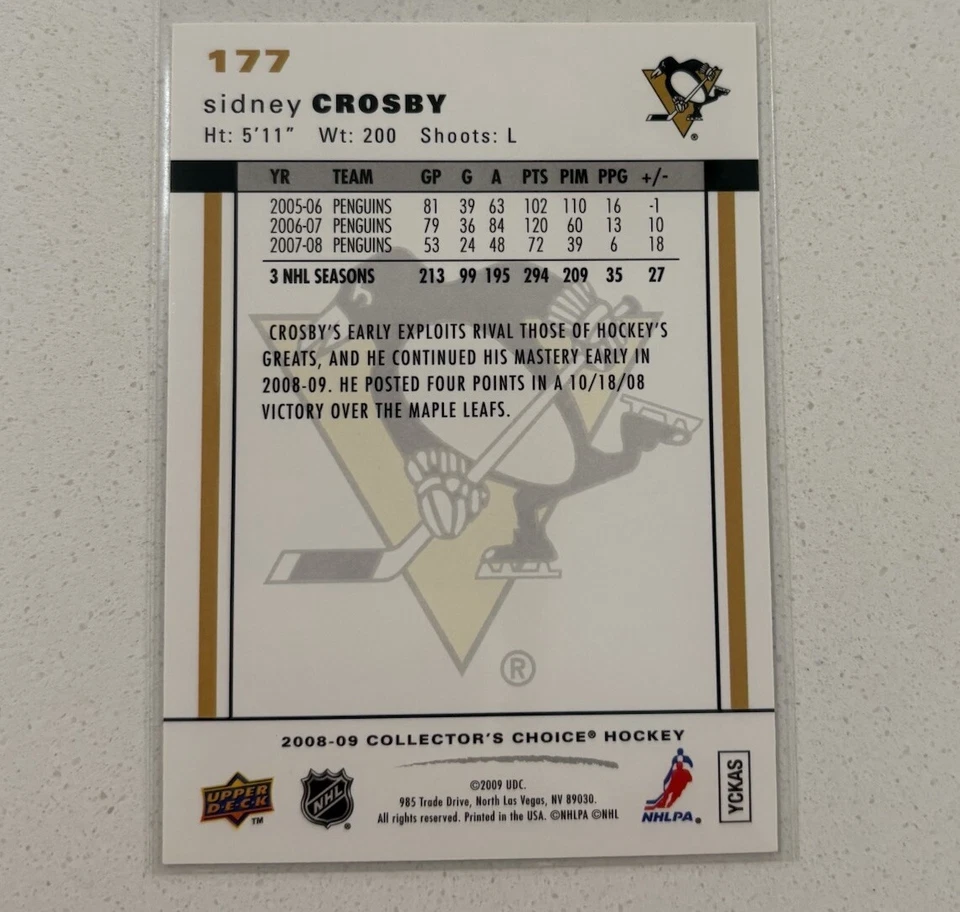 177
sidney CROSBY
Ht: 5'11" Wt: 200 Shoots: L
YR TEAM GP G A PTS PIM PPG +/-
2005-06 PENGUINS 81 39 63 102 110 16 -1
2006-07 PENGUINS 79 36 84 120 60 13 10
2007-08 PENGUINS 53 24 48 72 39 6 18
3 NHL SEASONS 213 99 195 294 209 35 27
CROSBY'S EARLY EXPLOITS RIVAL THOSE OF HOCKEY'S
GREATS, AND HE CONTINUED HIS MASTERY EARLY IN
2008-09. HE POSTED FOUR POINTS IN A 10/18/08
VICTORY OVER THE MAPLE LEAFS.
®
2008-09 COLLECTOR'S CHOICE® HOCKEY
UPPER
DECK™
NHL®
©2009 UDC.
985 Trade Drive, North Las Vegas, NV 89030.
All rights reserved. Printed in the USA. ©NHLPA ©NHL
NHLPA®
YCKAS